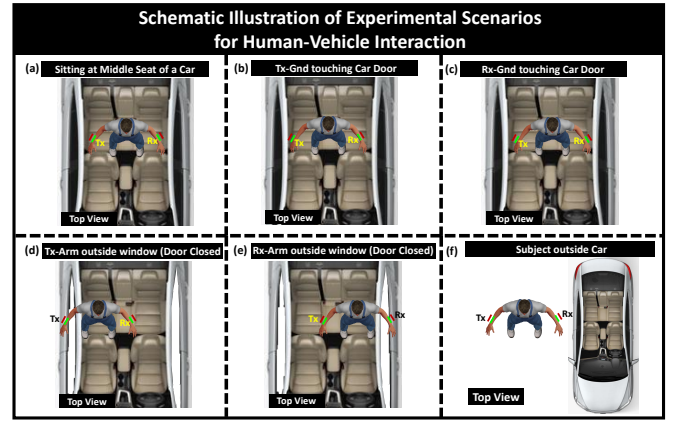 Schematic Illustration of Experimental Scenarios
for Human-Vehicle Interaction
(a) Sitting at Middle Seat of a Car
Tx
Rx
Top View
(b) Tx-Gnd touching Car Door
Tx
Rx
Top View
(c) Rx-Gnd touching Car Door
Tx
Rx
Top View
(d) Tx-Arm outside window (Door Closed
Tx
Rx
Top View
(e) Rx-Arm outside window (Door Closed)
Tx
Rx
Top View
(f) Subject outside Car
Tx
Rx
Top View